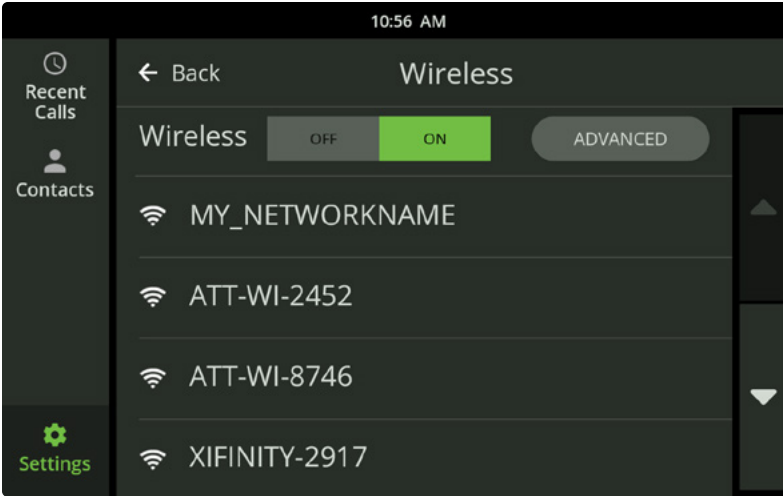 10:56 AM
Recent
Calls
Contacts
Settings
Back
Wireless
Wireless
OFF
ON
ADVANCED
MY_NETWORKNAME
ATT-WI-2452
ATT-WI-8746
XIFINITY-2917